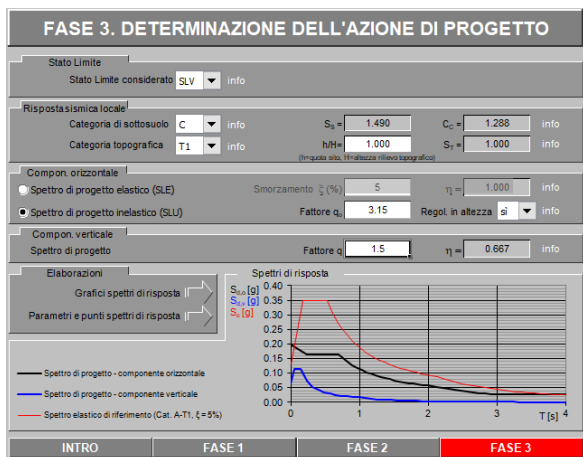 FASE 3. DETERMINAZIONE DELL'AZIONE DI PROGETTO
Stato Limite
Stato Limite considerato SLV info
Risposta sismica locale
Categoria di sottosuolo C info S_S = 1.490 C_C = 1.288 info
Categoria topografica T1 info h/H= 1.000 S_T = 1.000 info
(h=quota sito, H=altezza rilievo topografico)
Compon. orizzontale
Spettro di progetto elastico (SLE) Smorzamento ξ (%) 5 η = 1.000 info
Spettro di progetto inelastico (SLU) Fattore q_o 3.15 Regol. in altezza sì info
Compon. verticale
Spettro di progetto Fattore q 1.5 η = 0.667 info
Elaborazioni
Grafici spettri di risposta
Parametri e punti spettri di risposta
Spettri di risposta
S_d,o [g]
S_d,v [g]
S_e [g]
0.40
0.35
0.30
0.25
0.20
0.15
0.10
0.05
0.00
0 1 2 3 4
T [s]
Spettro di progetto - componente orizzontale
Spettro di progetto - componente verticale
Spettro elastico di riferimento (Cat. A-T1, ξ = 5%)
INTRO FASE 1 FASE 2 FASE 3